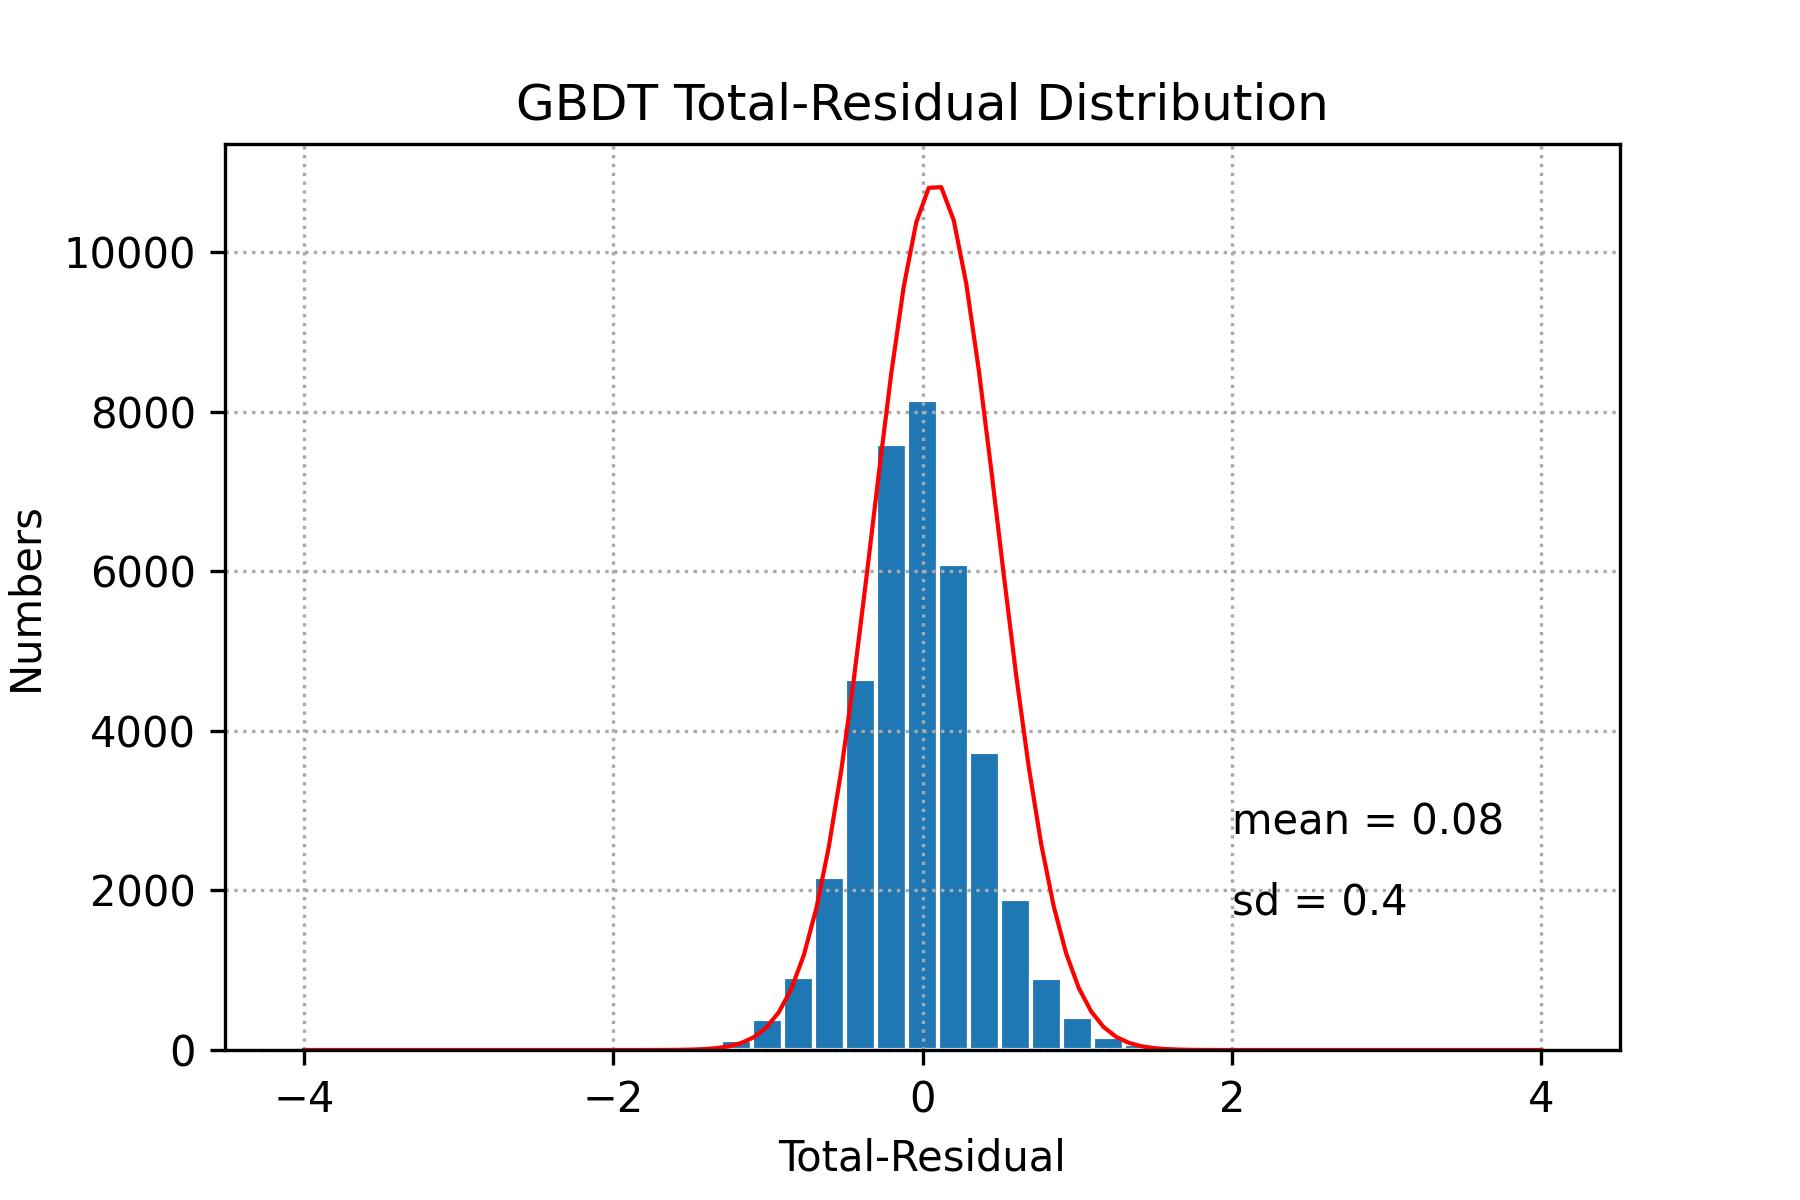 GBDT Total-Residual Distribution
10000
8000
6000
4000
2000
0
Numbers
mean = 0.08
sd = 0.4
−4
−2
0
2
4
Total-Residual